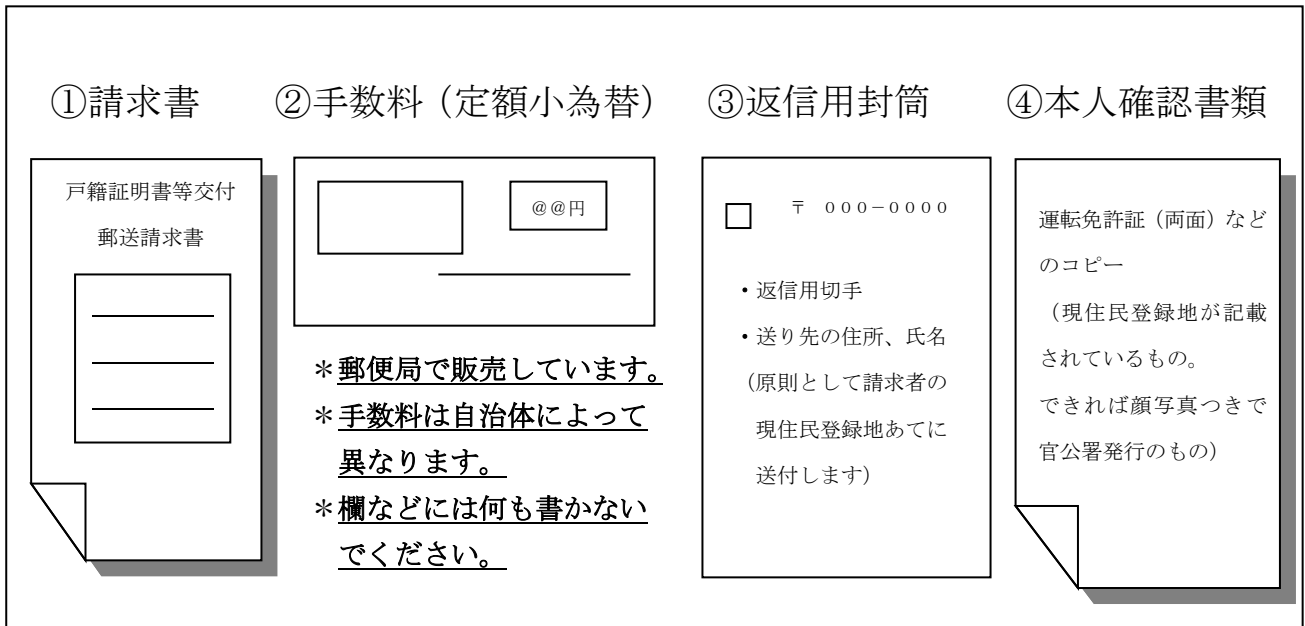 ①請求書
②手数料（定額小為替）
③返信用封筒
④本人確認書類
戸籍証明書等交付
郵送請求書
@@円
＊郵便局で販売しています。
＊手数料は自治体によって
異なります。
＊欄などには何も書かない
でください。
〒 000-0000
・返信用切手
・送り先の住所、氏名
（原則として請求者の
現住民登録地あてに
送付します）
運転免許証（両面）など
のコピー
（現住民登録地が記載
されているもの。
できれば顔写真つきで
官公署発行のもの）